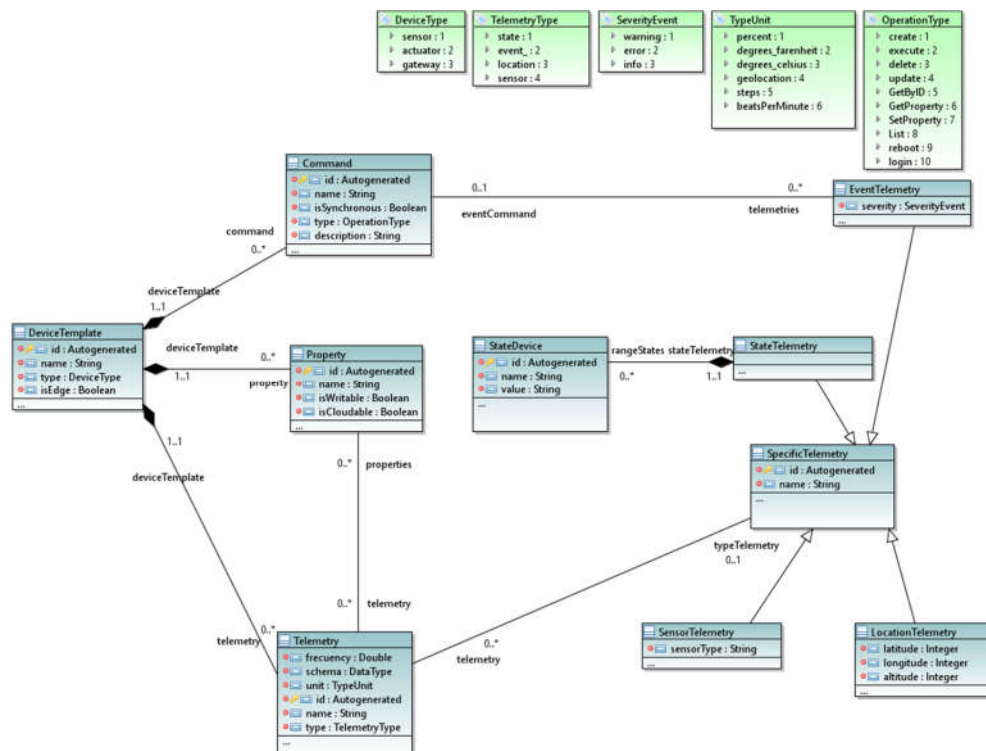 DeviceType
sensor : 1
actuator : 2
gateway : 3
TelemetryType
state : 1
event_ : 2
location : 3
sensor : 4
SeverityEvent
warning : 1
error : 2
info : 3
TypeUnit
percent : 1
degrees_farenheit : 2
degrees_celsius : 3
geolocation : 4
steps : 5
beatsPerMinute : 6
OperationType
create : 1
execute : 2
delete : 3
update : 4
GetByID : 5
GetProperty : 6
SetProperty : 7
List : 8
reboot : 9
login : 10
Command
id : Autogenerated
name : String
isSynchronous : Boolean
type : OperationType
description : String
...
0..1
eventCommand
0..*
telemetries
EventTelemetry
severity : SeverityEvent
...
command
0..*
deviceTemplate
1..1
DeviceTemplate
id : Autogenerated
name : String
type : DeviceType
isEdge : Boolean
...
deviceTemplate
1..1
0..*
property
Property
id : Autogenerated
name : String
isWritable : Boolean
isCloudable : Boolean
...
StateDevice
id : Autogenerated
name : String
value : String
...
rangeStates
0..*
stateTelemetry
1..1
StateTelemetry
...
1..1
deviceTemplate
0..*
properties
SpecificTelemetry
id : Autogenerated
name : String
...
typeTelemetry
0..1
0..*
telemetry
0..*
telemetry
0..*
telemetry
Telemetry
frecuency : Double
schema : DataType
unit : TypeUnit
id : Autogenerated
name : String
type : TelemetryType
...
SensorTelemetry
sensorType : String
...
LocationTelemetry
latitude : Integer
longitude : Integer
altitude : Integer
...